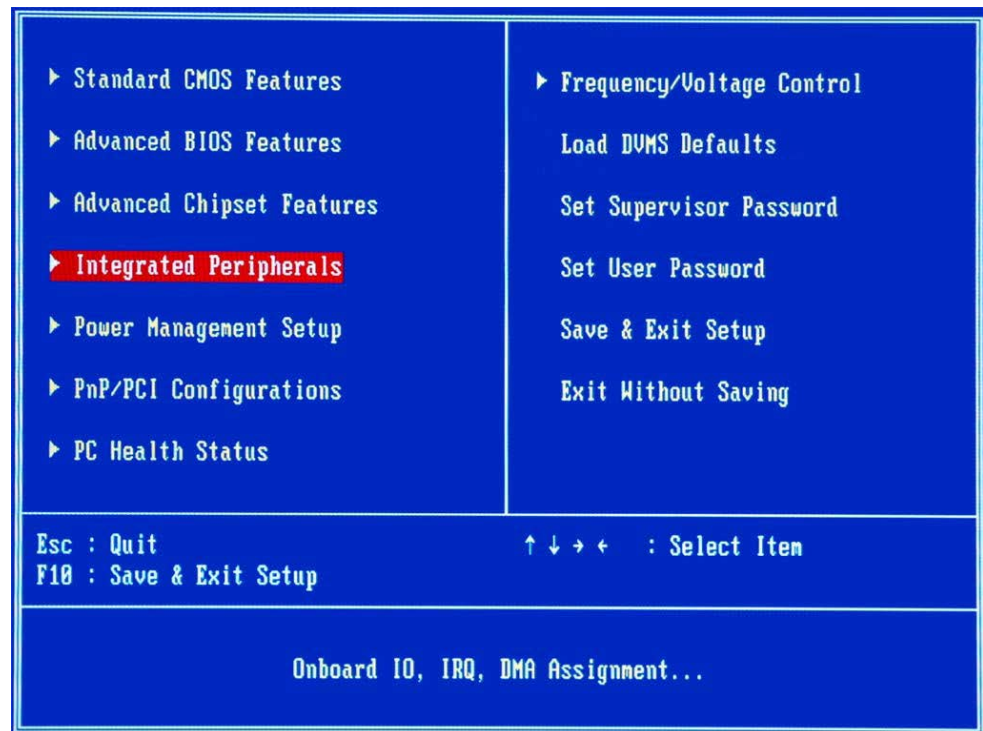 ▶ Standard CMOS Features
▶ Advanced BIOS Features
▶ Advanced Chipset Features
▶ Integrated Peripherals
▶ Power Management Setup
▶ PnP/PCI Configurations
▶ PC Health Status
▶ Frequency/Voltage Control
Load DVMS Defaults
Set Supervisor Password
Set User Password
Save & Exit Setup
Exit Without Saving
Esc : Quit
F10 : Save & Exit Setup
↑ ↓ → ← : Select Item
Onboard IO, IRQ, DMA Assignment...